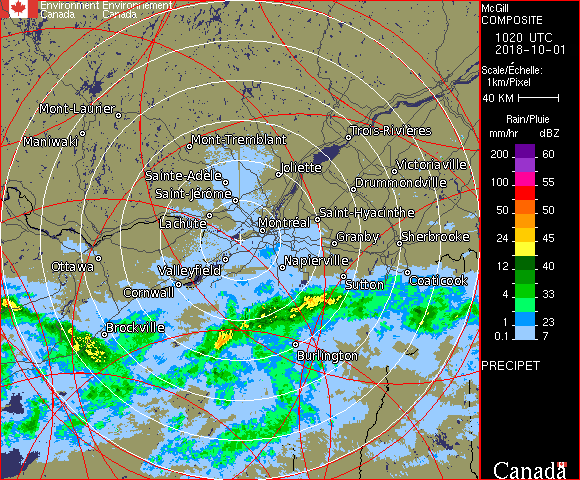 Environment Environnement
Canada Canada
McGill
COMPOSITE
1020 UTC
2018-10-01
Scale/Échelle:
1km/Pixel
40 KM
Rain/Pluie
mm/hr dBZ
200 60
100 55
50 50
24 45
12 40
4 33
1 23
0.1 7
PRECIPET
Canada
Mont-Laurier
Maniwaki
Mont-Tremblant
Trois-Rivières
Sainte-Adèle
Joliette
Victoriaville
Saint-Jérôme
Drummondville
Lachute
Montréal
Saint-Hyacinthe
Granby
Sherbrooke
Ottawa
Valleyfield
Napierville
Cornwall
Sutton
Coaticook
Brockville
Burlington